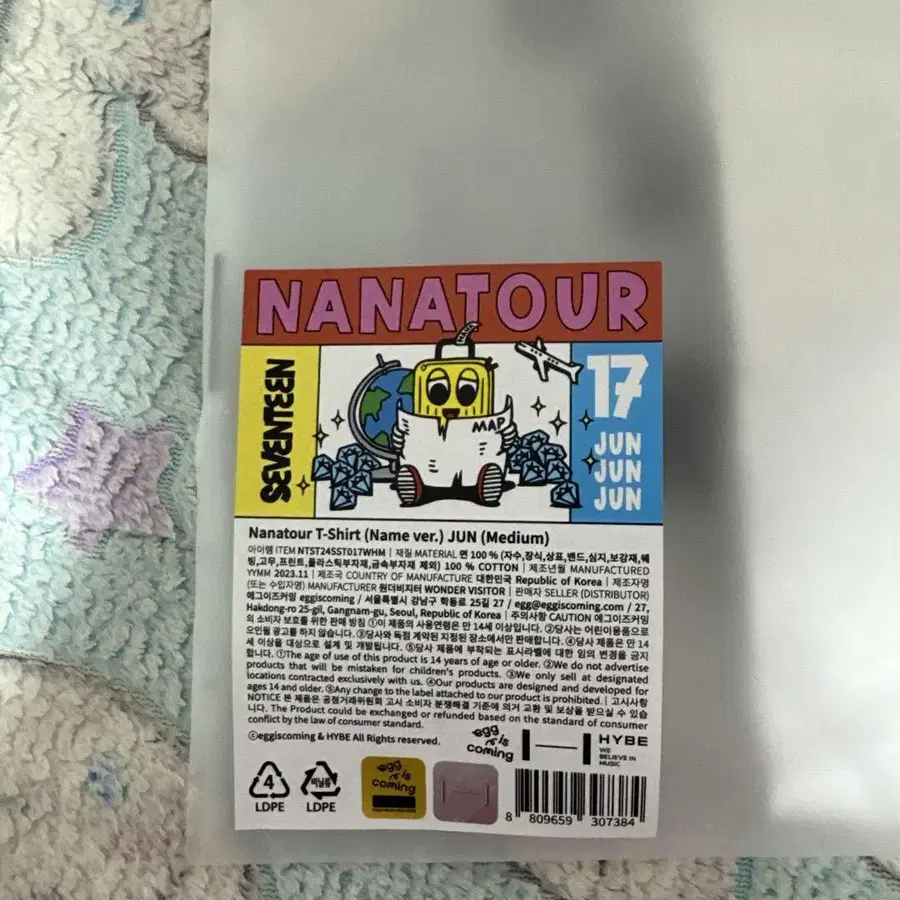 NANATOUR
SEVENTEEN
MAP
17
JUN
JUN
JUN
Nanatour T-Shirt (Name ver.) JUN (Medium)
아이템 ITEM NTST24SST017WHM | 재질 MATERIAL 면 100 % (자수,장식,상표,밴드,심지,보강재,웨
빙,고무,프린트,플라스틱부자재,금속부자재 제외) 100 % COTTON | 제조년월 MANUFACTURED
YYMM 2023.11 | 제조국 COUNTRY OF MANUFACTURE 대한민국 Republic of Korea | 제조자명
(또는 수입자명) MANUFACTURER 원더비지터 WONDER VISITOR | 판매자 SELLER (DISTRIBUTOR)
에그이즈커밍 eggiscoming / 서울특별시 강남구 학동로 25길 27 / egg@eggiscoming.com / 27,
Hakdong-ro 25-gil, Gangnam-gu, Seoul, Republic of Korea | 주의사항 CAUTION 에그이즈커밍
의 소비자 보호를 위한 판매 방침 ①이 제품의 사용연령은 만 14세 이상입니다. ②당사는 어린이용품으로
오인될 광고를 하지 않습니다. ③당사와 독점 계약된 지정된 장소에서만 판매합니다. ④당사 제품은 만 14
세 이상을 대상으로 설계 및 개발됩니다. ⑤당사 제품에 부착되는 표시라벨에 대한 임의 변경을 금지
합니다. ①The age of use of this product is 14 years of age or older. ②We do not advertise
products that will be mistaken for children's products. ③We only sell at designated
locations contracted exclusively with us. ④Our products are designed and developed for
ages 14 and older. ⑤Any change to the label attached to our product is prohibited. | 고시사항
NOTICE 본 제품은 공정거래위원회 고시 소비자 분쟁해결 기준에 의거 교환 및 보상을 받으실 수 있습
니다. The Product could be exchanged or refunded based on the standard of consumer
conflict by the law of consumer standard.
ⓒeggiscoming & HYBE All Rights reserved.
egg
is
coming
HYBE
WE
BELIEVE IN
MUSIC
4
LDPE
비닐류
LDPE
egg
is
coming
8 809659 307384